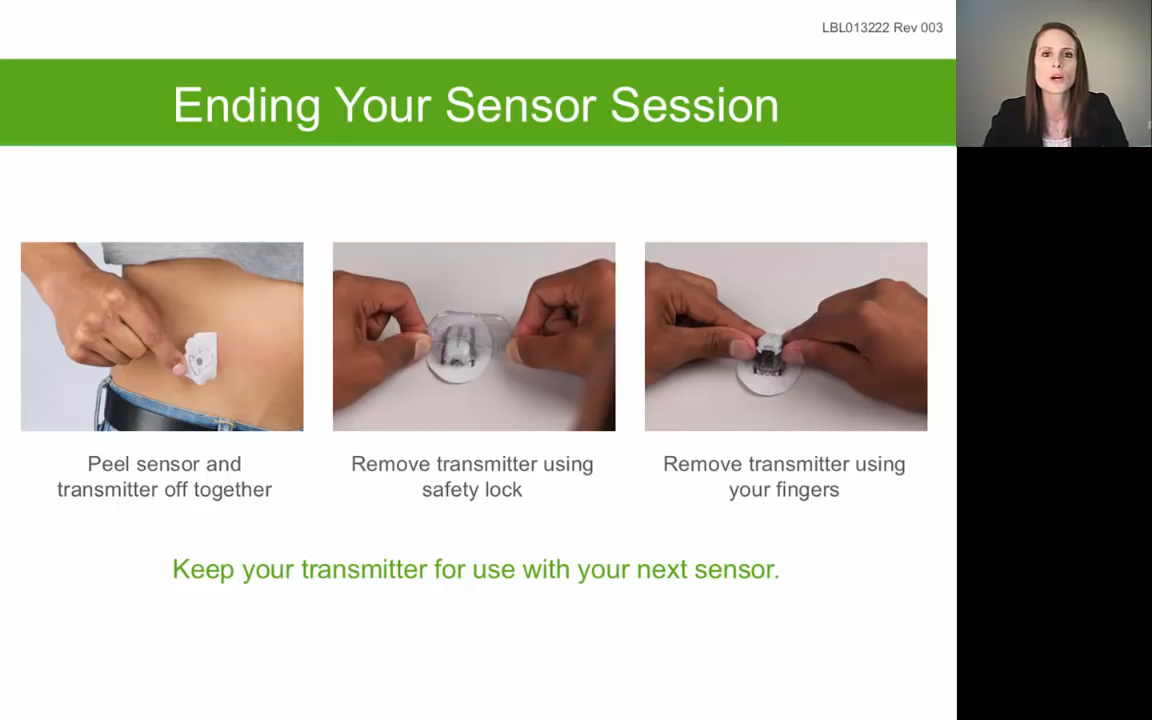 LBL013222 Rev 003
Ending Your Sensor Session
Peel sensor and
transmitter off together
Remove transmitter using
safety lock
Remove transmitter using
your fingers
Keep your transmitter for use with your next sensor.